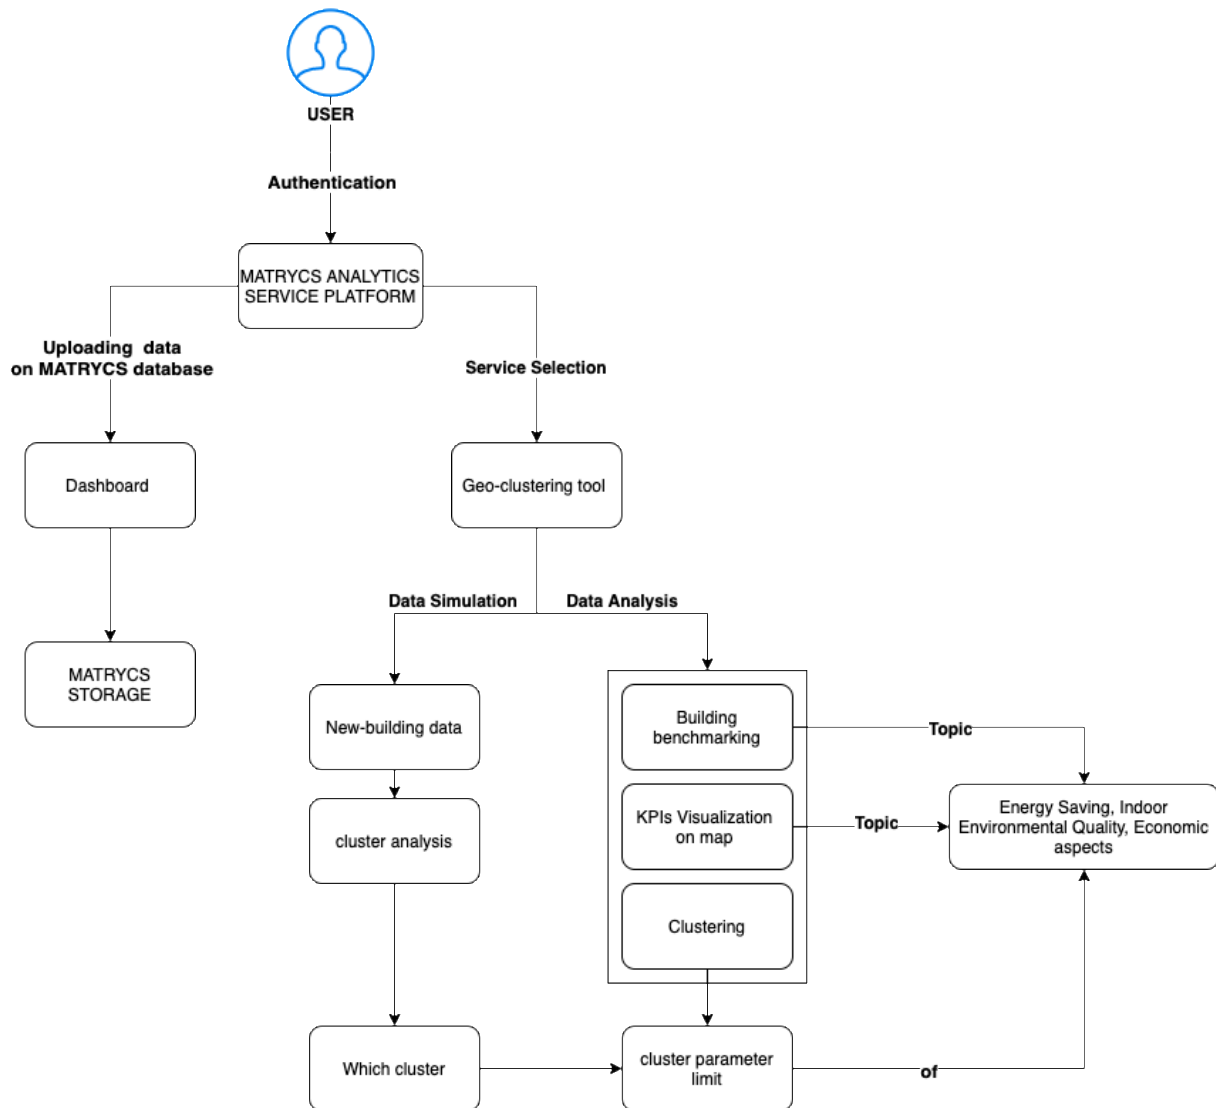 USER
Authentication
MATRYCS ANALYTICS
SERVICE PLATFORM
Uploading data
on MATRYCS database
Service Selection
Dashboard
Geo-clustering tool
Data Simulation
Data Analysis
MATRYCS
STORAGE
New-building data
Building
benchmarking
Topic
cluster analysis
KPIs Visualization
on map
Topic
Energy Saving, Indoor
Environmental Quality, Economic
aspects
Clustering
Which cluster
cluster parameter
limit
of